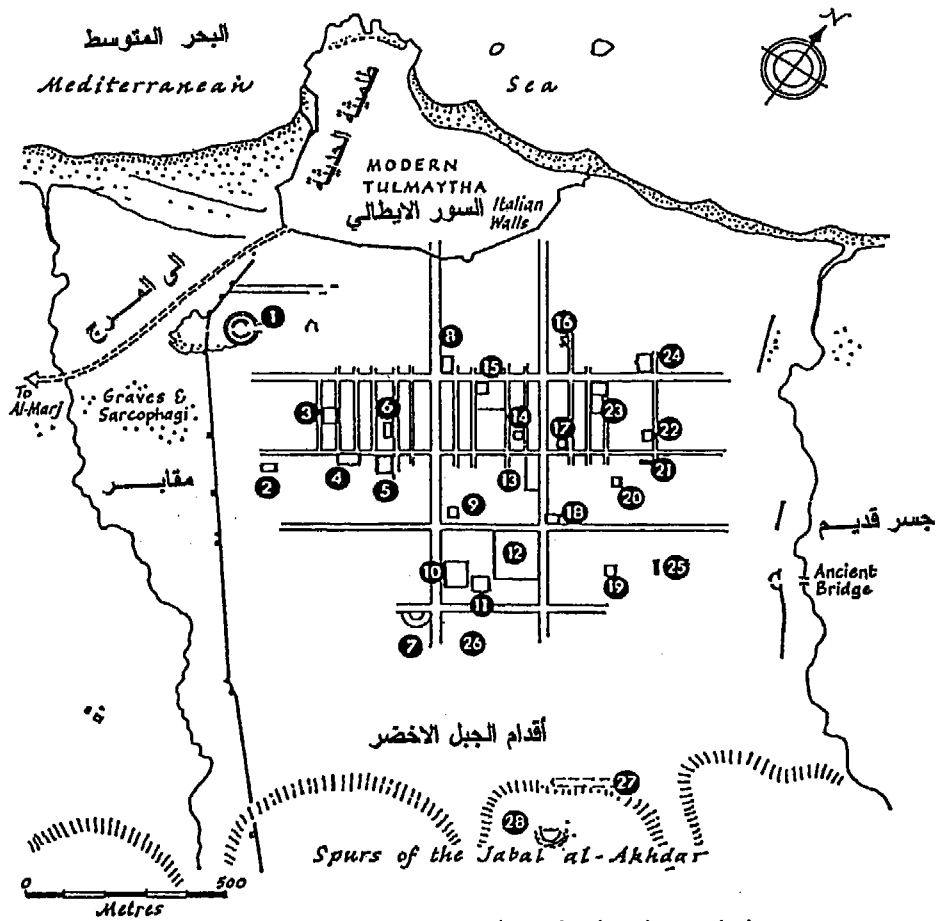 البحر المتوسط
Mediterranean Sea
N
طلميثة الحديثة
MODERN
TULMAYTHA
السور الايطالي
Italian
Walls
الى المرج
To
Al-Marj
Graves &
Sarcophagi
مقابر
1
8
16
15
24
3
6
14
23
17
22
2
4
5
13
21
20
9
18
جسر قديم
12
10
11
19
25
Ancient
Bridge
7
26
أقدام الجبل الاخضر
27
28
Spurs of the Jabal al-Akhdar
0
500
Metres